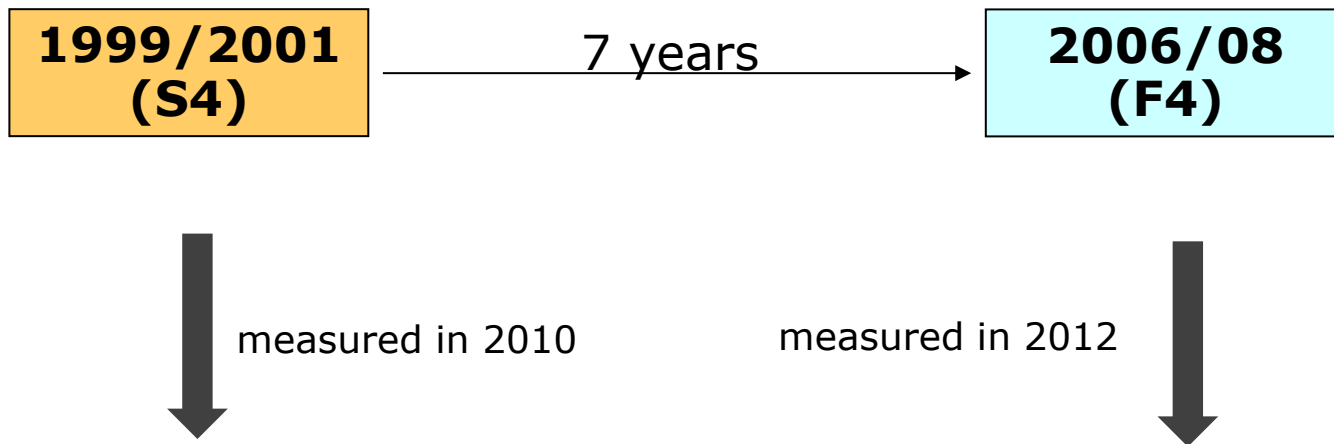 1999/2001
(S4)
7 years
2006/08
(F4)
measured in 2010
measured in 2012